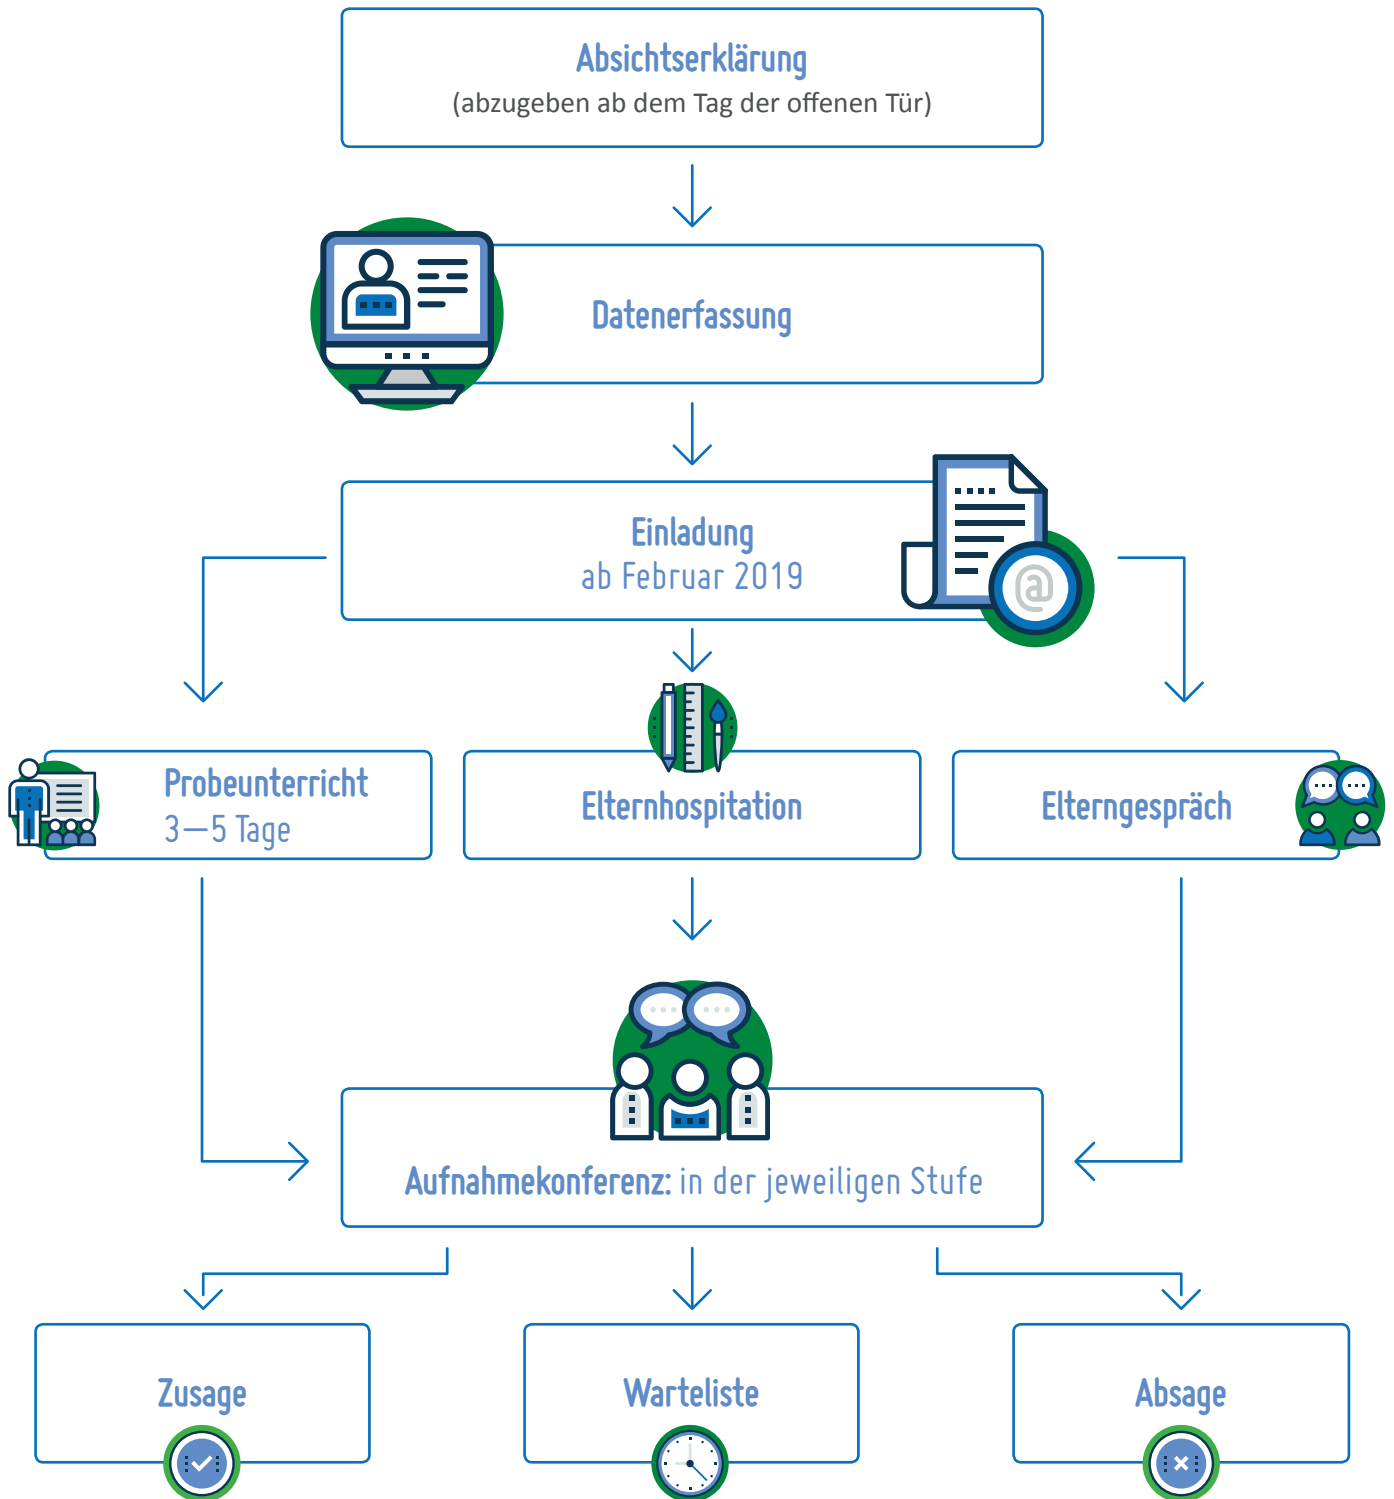 Absichtserklärung
(abzugeben ab dem Tag der offenen Tür)
Datenerfassung
Einladung
ab Februar 2019
@
Probeunterricht
3—5 Tage
Elternhospitation
Elterngespräch
Aufnahmekonferenz: in der jeweiligen Stufe
Zusage
Warteliste
Absage